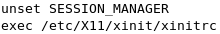 unset SESSION_MANAGER
exec /etc/X11/xinit/xinitrc